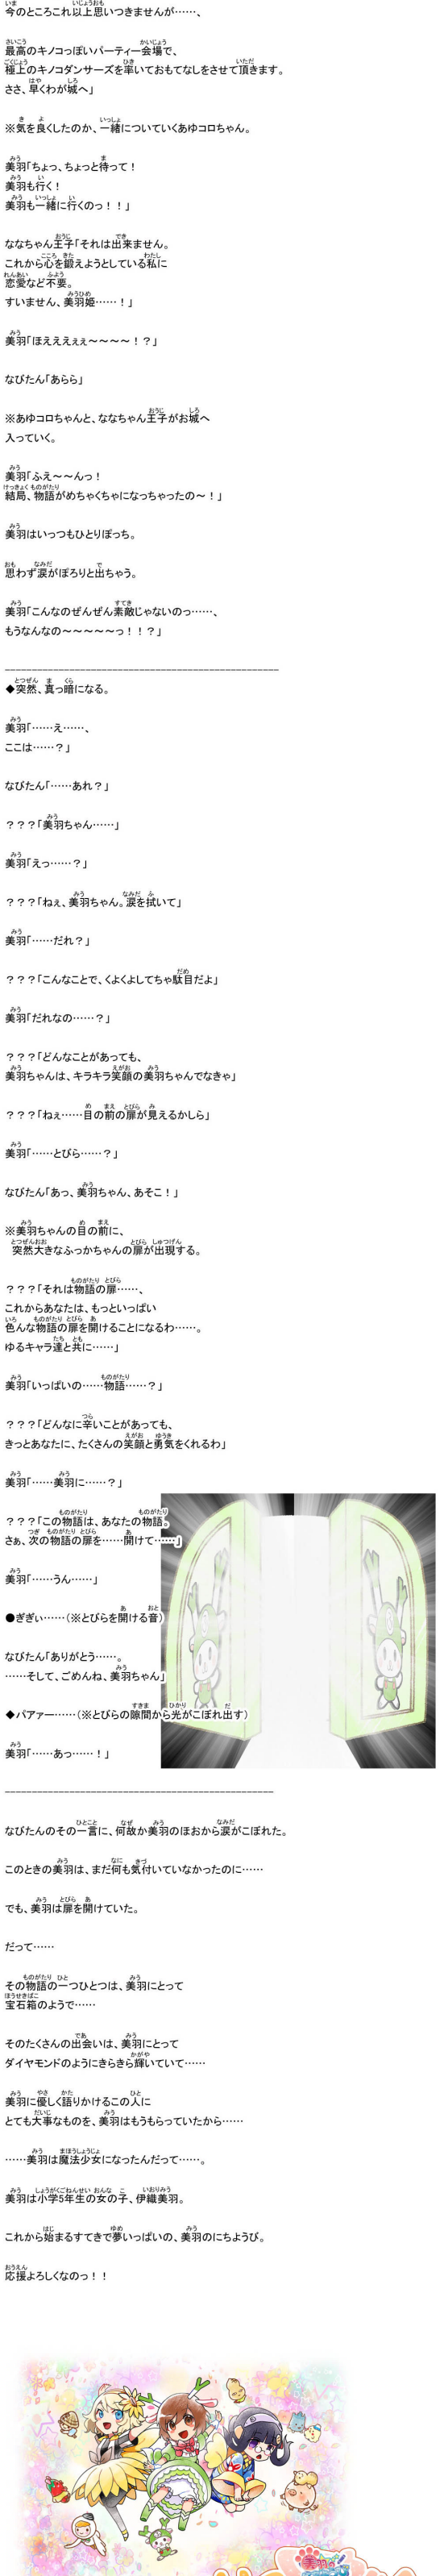 今のところこれ以上思いつきませんが……、
最高のキノコっぽいパーティー会場で、
極上のキノコダンサーズを率いておもてなしをさせて頂きます。
ささ、早くわが城へ」
※気を良くしたのか、一緒についていくあゆコロちゃん。
美羽「ちょっ、ちょっと待って！
美羽も行く！
美羽も一緒に行くのっ！！」
ななちゃん王子「それは出来ません。
これから心を鍛えようとしている私に
恋愛など不要。
すいません、美羽姫……！」
美羽「ほえええぇぇ～～～～！？」
なびたん「あらら」
※あゆコロちゃんと、ななちゃん王子がお城へ
入っていく。
美羽「ふえ～～んっ！
結局、物語がめちゃくちゃになっちゃったの～！」
美羽はいっつもひとりぼっち。
思わず涙がぽろりと出ちゃう。
美羽「こんなのぜんぜん素敵じゃないのっ……、
もうなんなの～～～～～っ！！？」
◆突然、真っ暗になる。
美羽「……え……、
ここは……？」
なびたん「……あれ？」
？？？「美羽ちゃん……」
美羽「えっ……？」
？？？「ねぇ、美羽ちゃん。涙を拭いて」
美羽「……だれ？」
？？？「こんなことで、くよくよしてちゃ駄目だよ」
美羽「だれなの……？」
？？？「どんなことがあっても、
美羽ちゃんは、キラキラ笑顔の美羽ちゃんでなきゃ」
？？？「ねぇ……目の前の扉が見えるかしら」
美羽「……とびら……？」
なびたん「あっ、美羽ちゃん、あそこ！」
※美羽ちゃんの目の前に、
突然大きなふっかちゃんの扉が出現する。
？？？「それは物語の扉……、
これからあなたは、もっといっぱい
色んな物語の扉を開けることになるわ……。
ゆるキャラ達と共に……」
美羽「いっぱいの……物語……？」
？？？「どんなに辛いことがあっても、
きっとあなたに、たくさんの笑顔と勇気をくれるわ」
美羽「……美羽に……？」
？？？「この物語は、あなたの物語。
さぁ、次の物語の扉を……開けて……」
美羽「……うん……」
●ぎぎぃ……（※とびらを開ける音）
なびたん「ありがとう……。
……そして、ごめんね、美羽ちゃん」
◆パアァー……（※とびらの隙間から光がこぼれ出す）
美羽「……あっ……！」
なびたんのその一言に、何故か美羽のほおから涙がこぼれた。
このときの美羽は、まだ何も気付いていなかったのに……
でも、美羽は扉を開けていた。
だって……
その物語の一つひとつは、美羽にとって
宝石箱のようで……
そのたくさんの出会いは、美羽にとって
ダイヤモンドのようにきらきら輝いていて……
美羽に優しく語りかけるこの人に
とても大事なものを、美羽はもうもらっていたから……
……美羽は魔法少女になったんだって……。
美羽は小学5年生の女の子、伊織美羽。
これから始まるすてきで夢いっぱいの、美羽のにちようび。
応援よろしくなのっ！！
美羽の